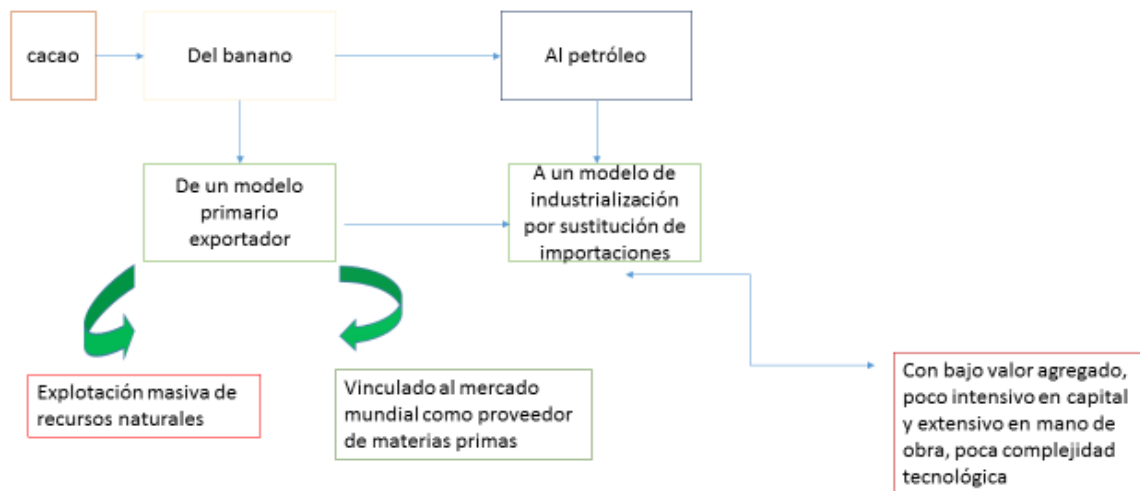 cacao
Del banano
Al petróleo
De un modelo
primario
exportador
A un modelo de
industrialización
por sustitución de
importaciones
Explotación masiva de
recursos naturales
Vinculado al mercado
mundial como proveedor
de materias primas
Con bajo valor agregado,
poco intensivo en capital
y extensivo en mano de
obra, poca complejidad
tecnológica